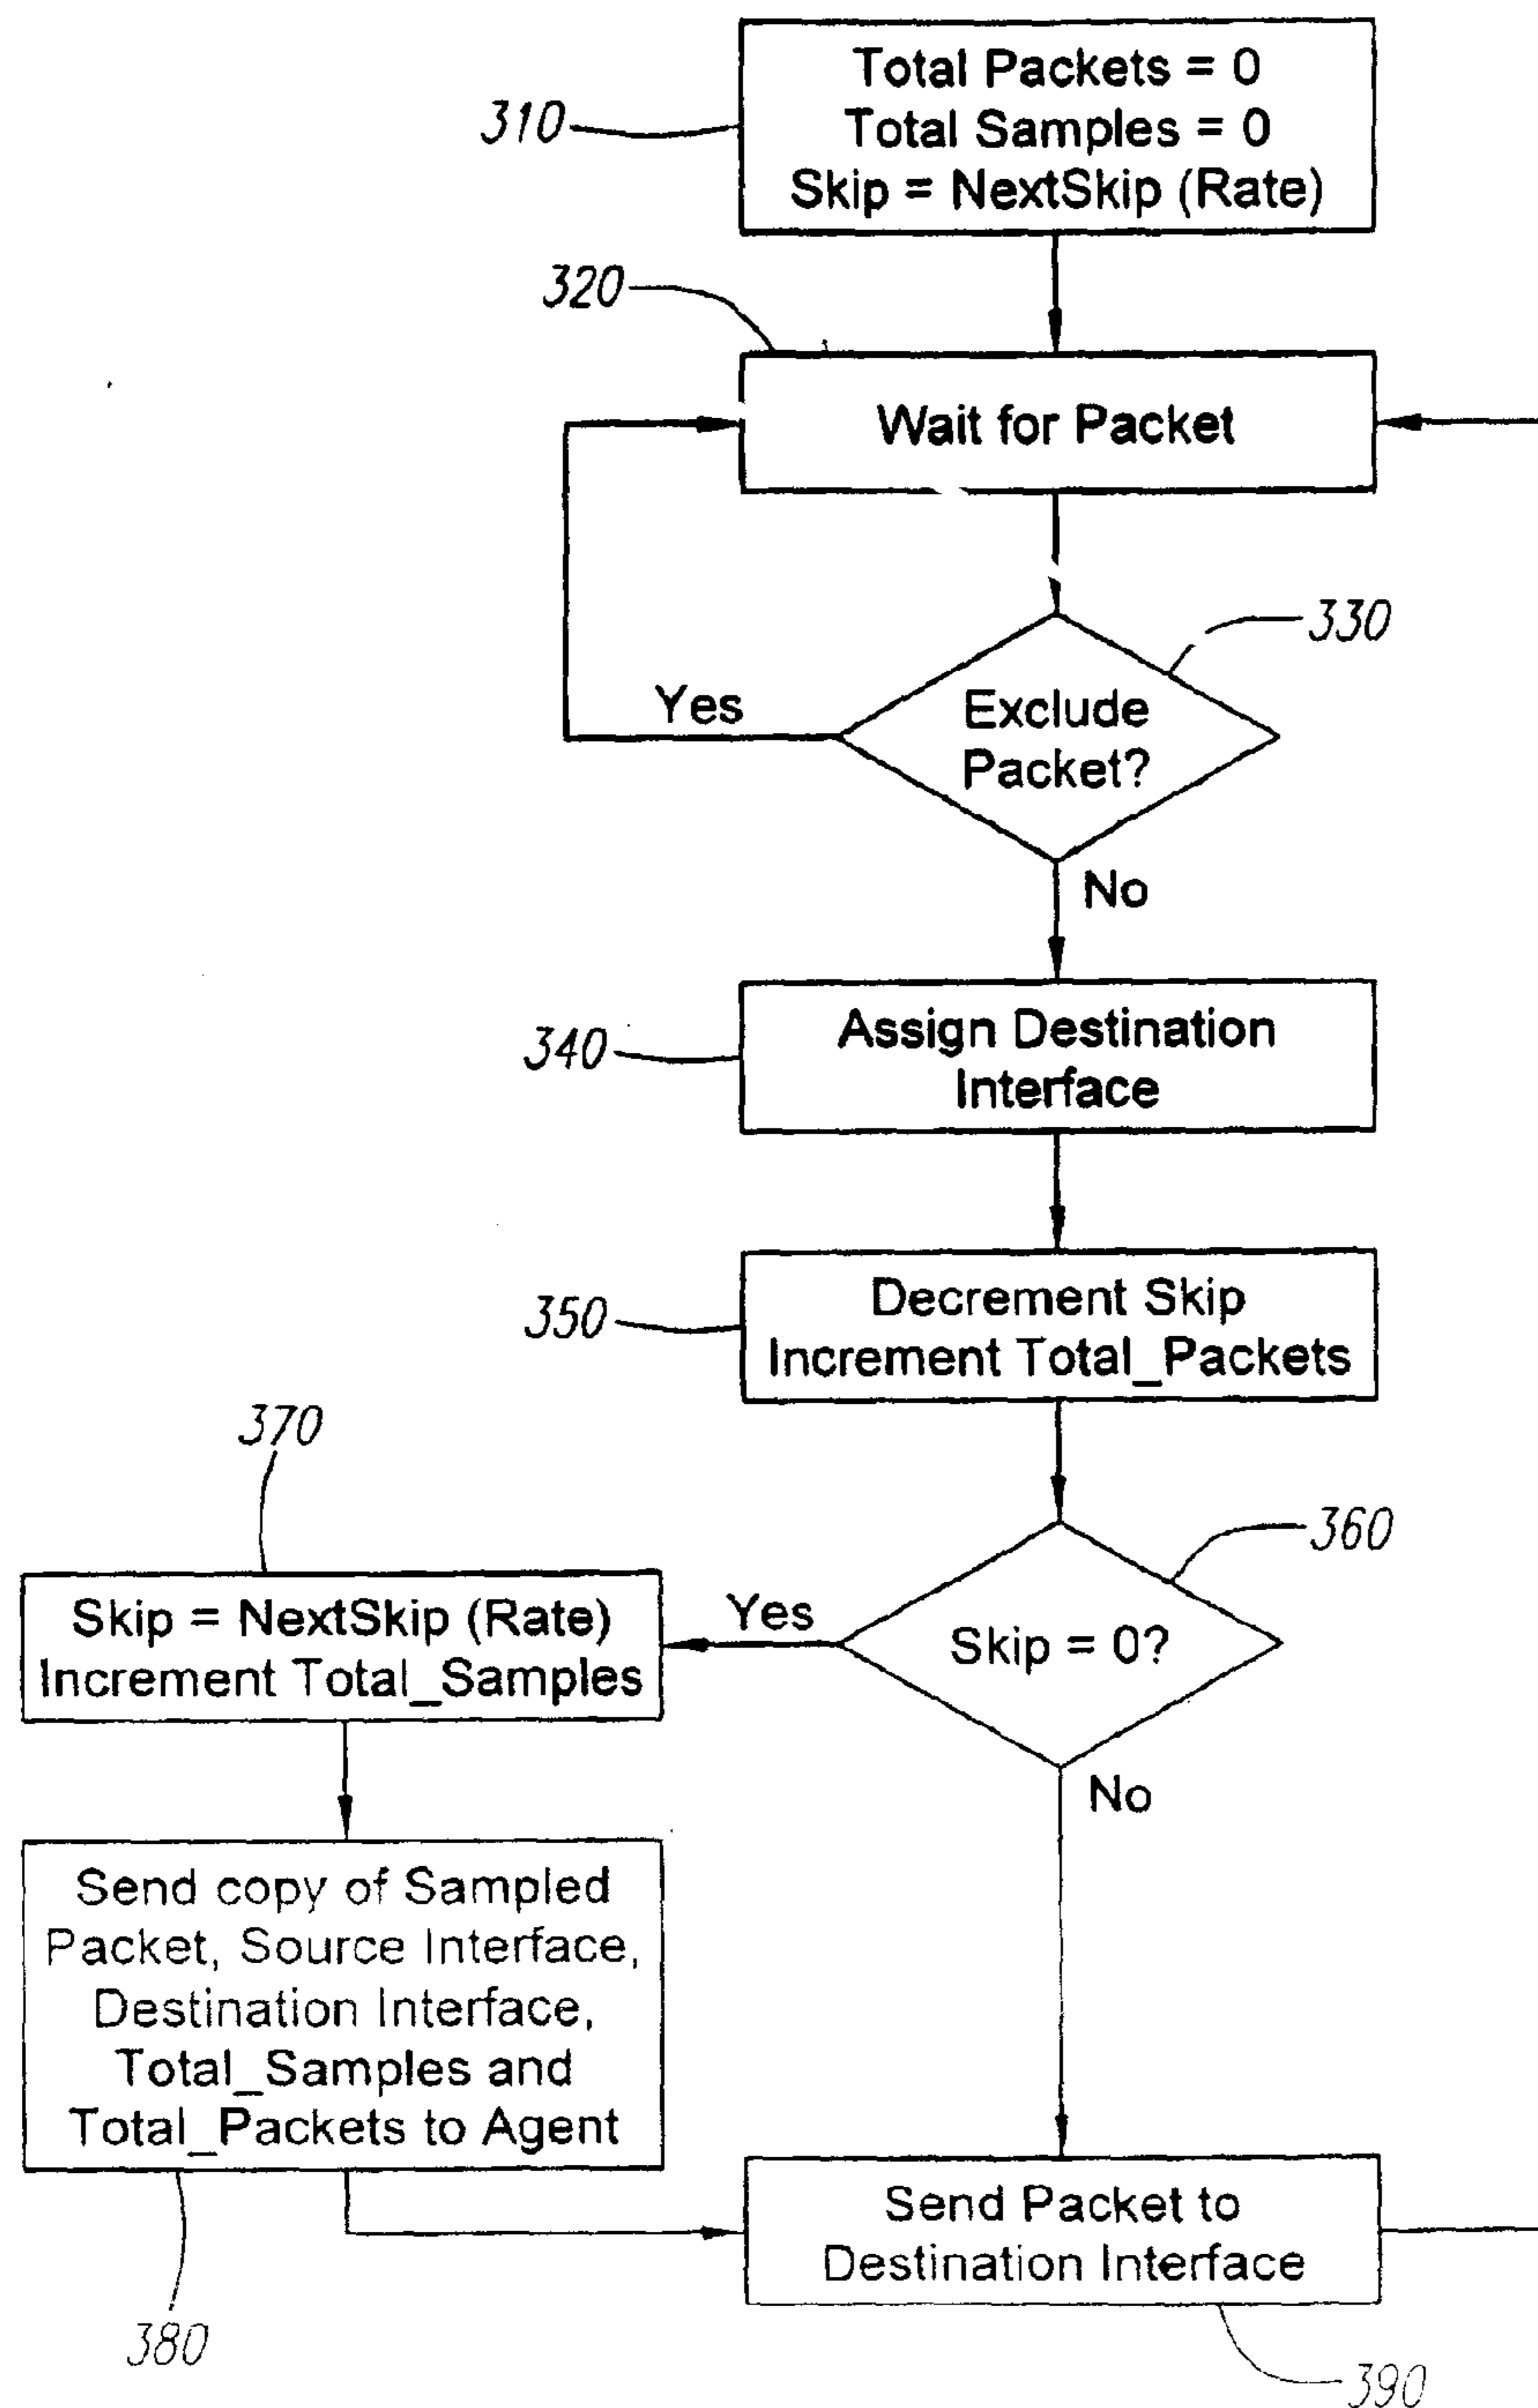 310
Total Packets = 0
Total Samples = 0
Skip = NextSkip (Rate)
320
Wait for Packet
330
Exclude
Packet?
Yes
No
340
Assign Destination
Interface
350
Decrement Skip
Increment Total_Packets
360
Skip = 0?
Yes
No
370
Skip = NextSkip (Rate)
Increment Total_Samples
Send copy of Sampled
Packet, Source Interface,
Destination Interface,
Total_Samples and
Total_Packets to Agent
380
Send Packet to
Destination Interface
390